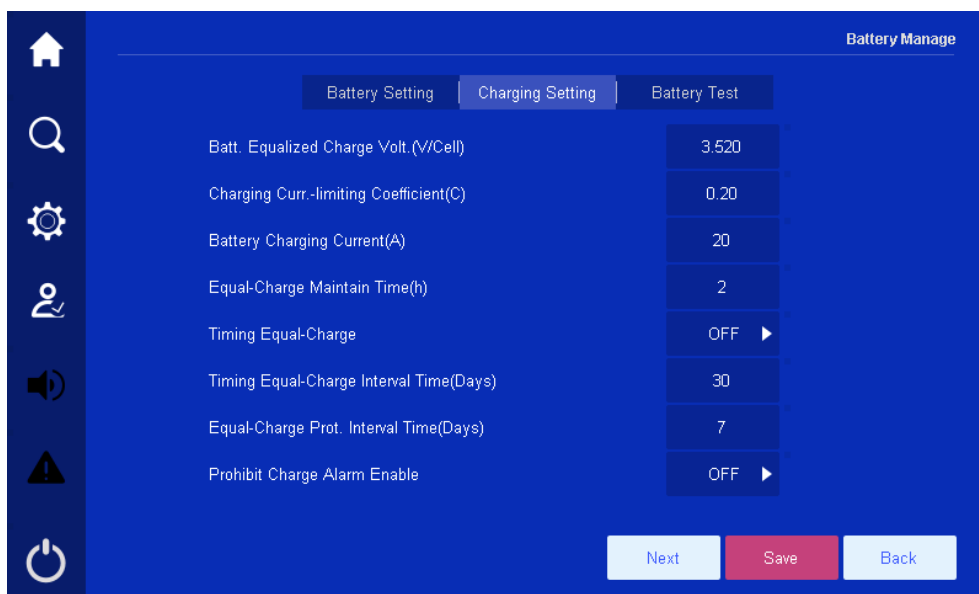 Battery Manage
Battery Setting Charging Setting Battery Test
Batt. Equalized Charge Volt.(V/Cell) 3.520
Charging Curr.-limiting Coefficient(C) 0.20
Battery Charging Current(A) 20
Equal-Charge Maintain Time(h) 2
Timing Equal-Charge OFF
Timing Equal-Charge Interval Time(Days) 30
Equal-Charge Prot. Interval Time(Days) 7
Prohibit Charge Alarm Enable OFF
Next Save Back